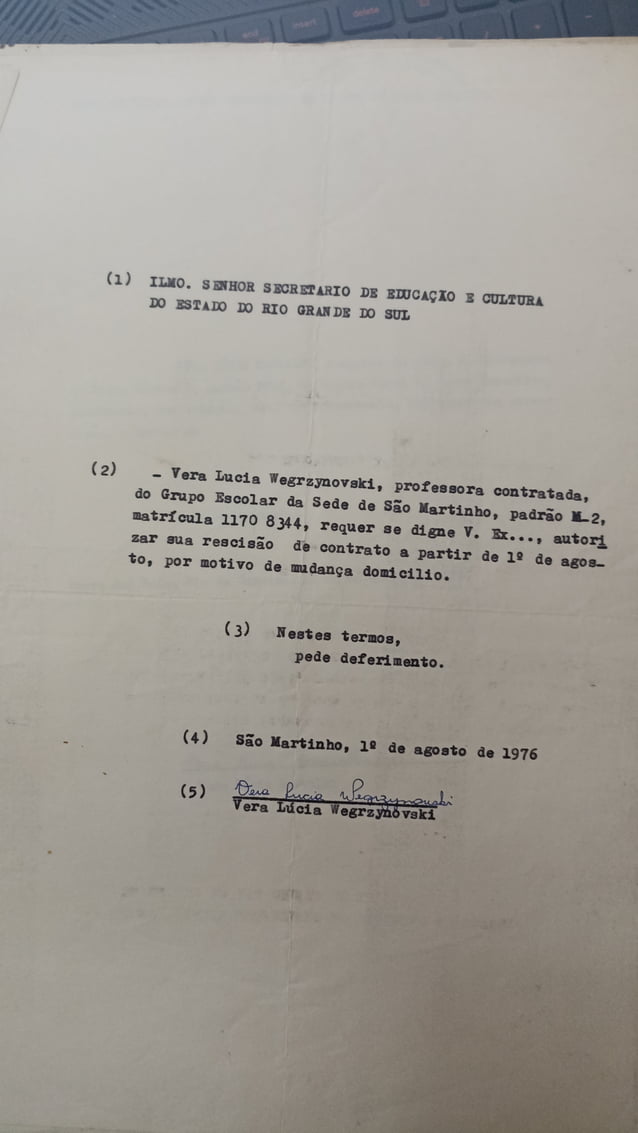 end
insert
delete
(1) ILMO. SENHOR SECRETARIO DE EDUCAÇÃO E CULTURA
DO ESTADO DO RIO GRANDE DO SUL
(2) - Vera Lucia Wegrzynovski, professora contratada,
do Grupo Escolar da Sede de São Martinho, padrão M-2,
matrícula 1170 8344, requer se digne V. Ex..., autori
zar sua rescisão de contrato a partir de 1º de agos-
to, por motivo de mudança domicilio.
(3) Nestes termos,
pede deferimento.
(4) São Martinho, 1º de agosto de 1976
(5) Vera Lucia Wegrzynovski
Vera Lúcia Wegrzynovski